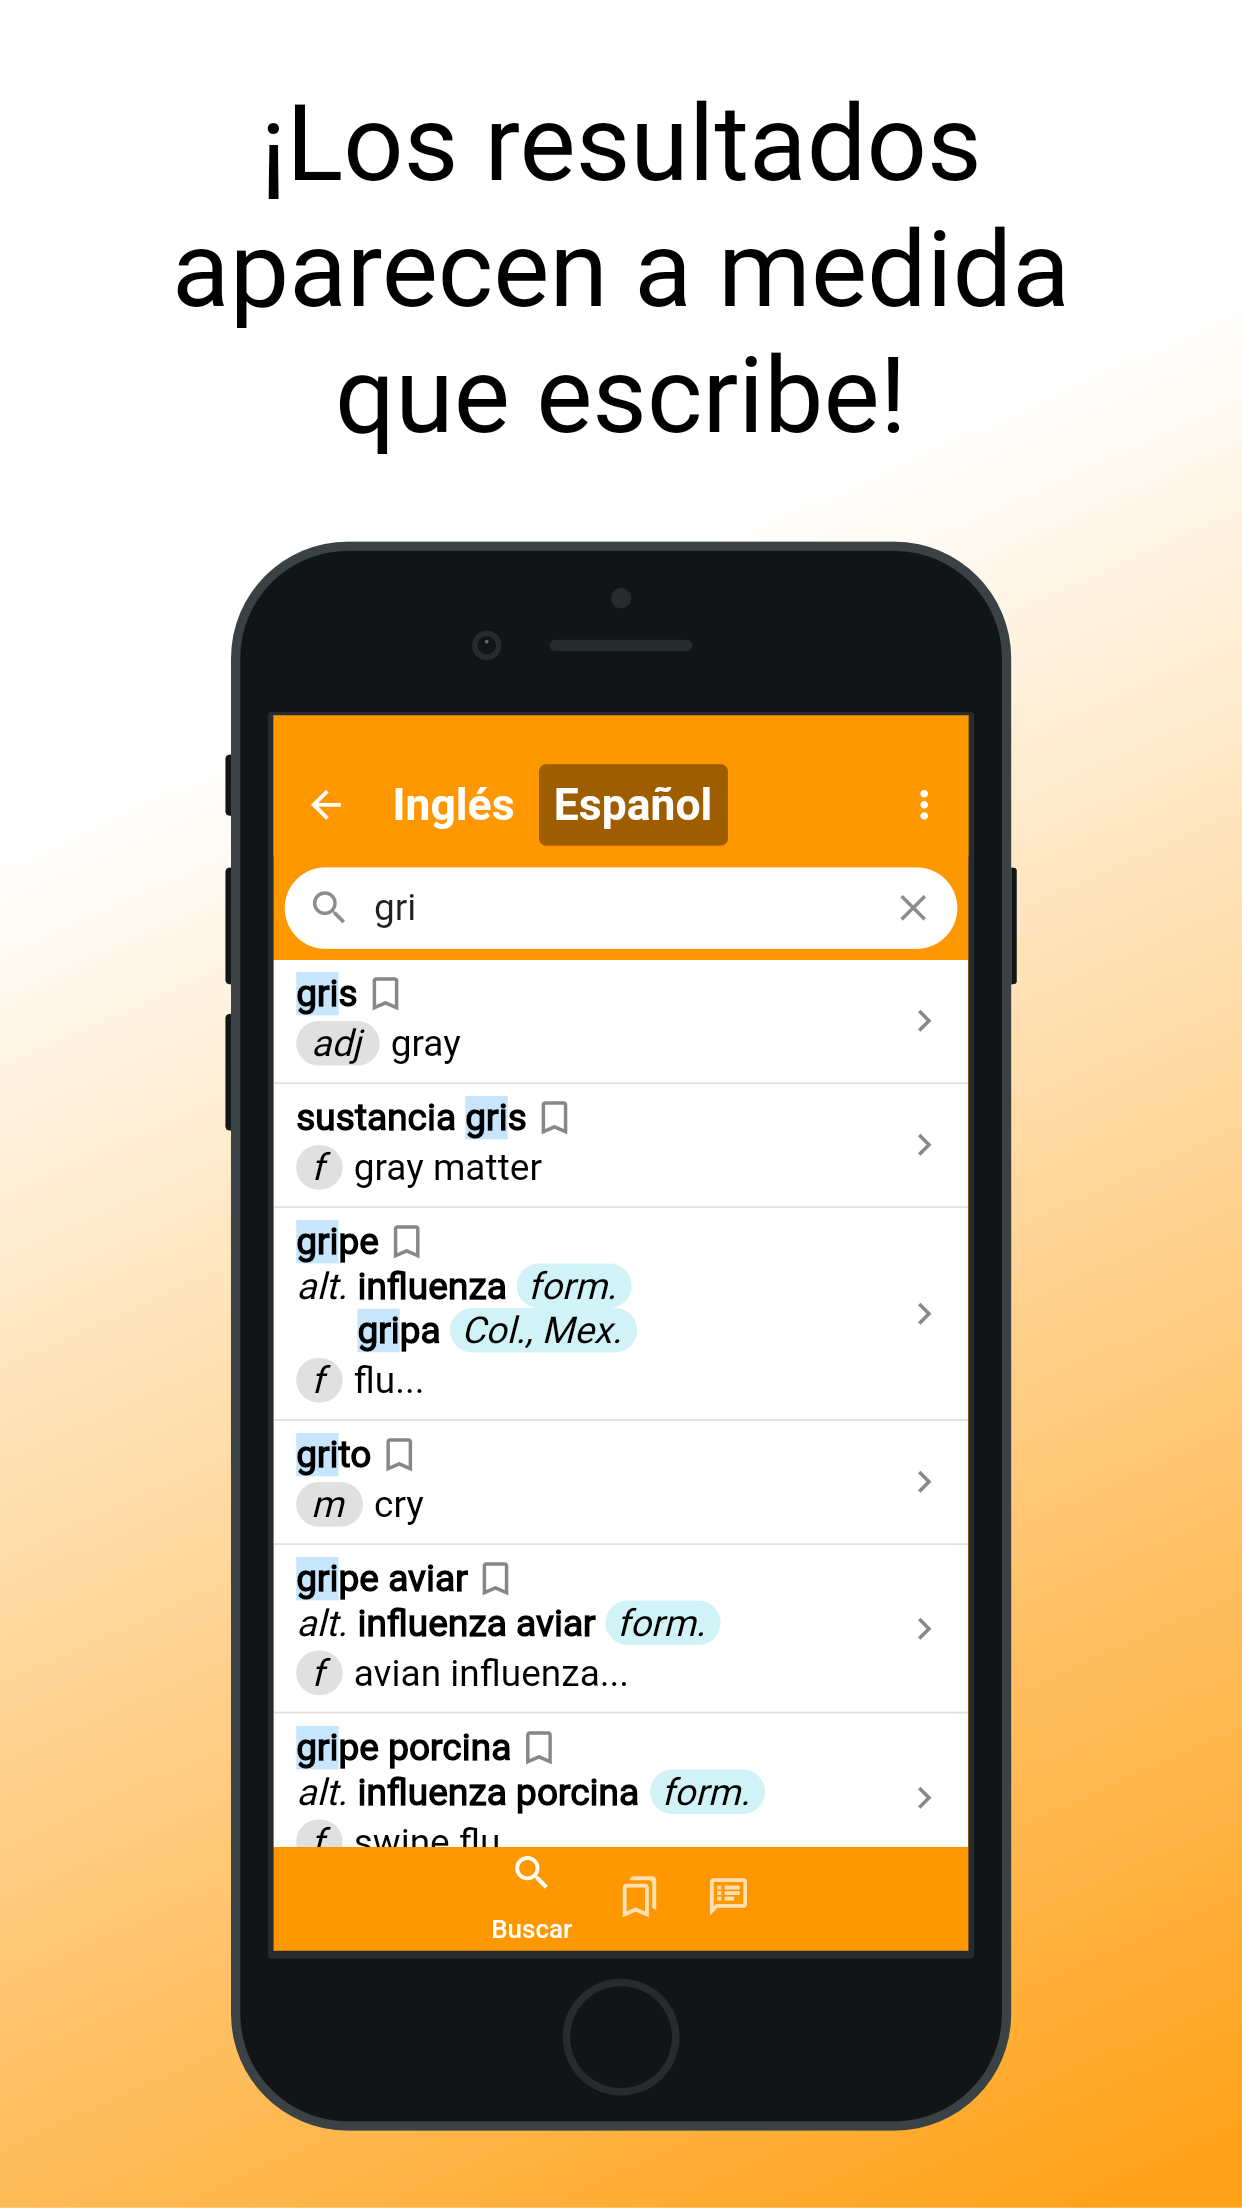 ¡Los resultados
aparecen a medida
que escribe!
Inglés Español
gri
gris
adj gray
sustancia gris
f gray matter
gripe
alt. influenza form.
gripa Col., Mex.
f flu...
grito
m cry
gripe aviar
alt. influenza aviar form.
f avian influenza...
gripe porcina
alt. influenza porcina form.
f swine flu
Buscar